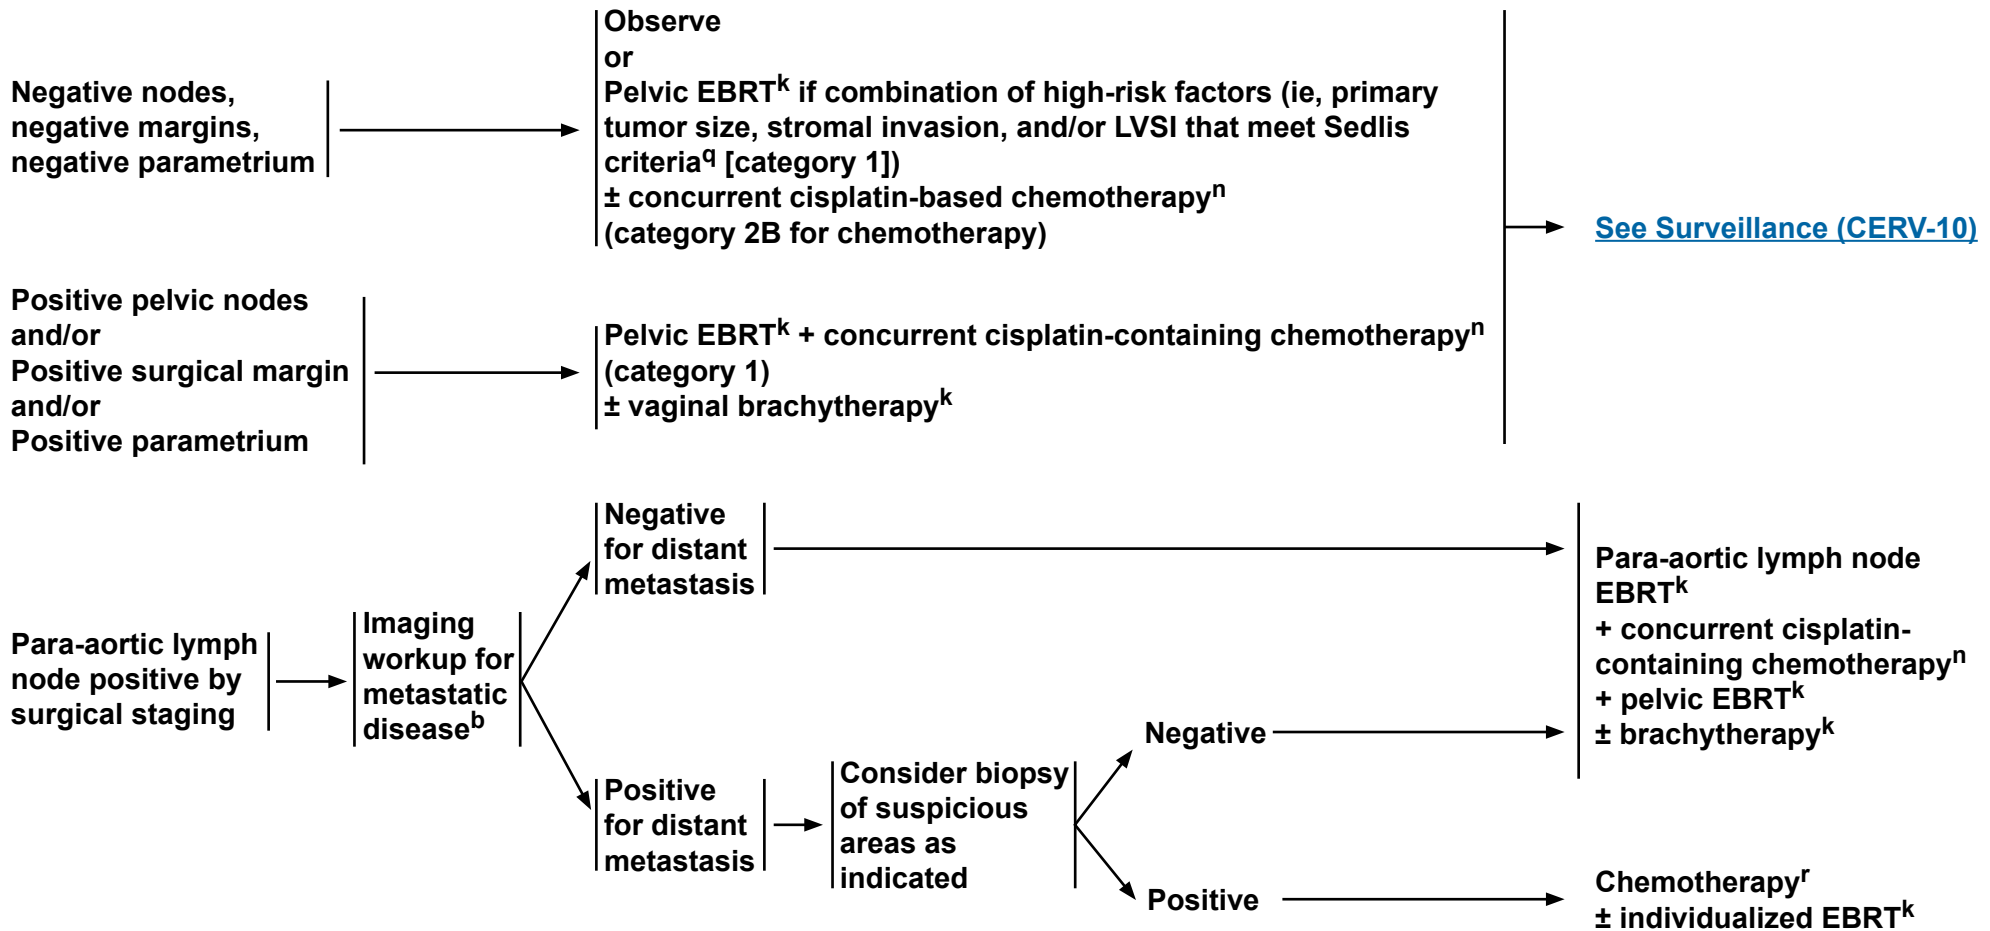 Negative nodes,
negative margins,
negative parametrium
Observe
or
Pelvic EBRTᵏ if combination of high-risk factors (ie, primary
tumor size, stromal invasion, and/or LVSI that meet Sedlis
criteria^q [category 1])
± concurrent cisplatin-based chemotherapyⁿ
(category 2B for chemotherapy)
See Surveillance (CERV-10)
Positive pelvic nodes
and/or
Positive surgical margin
and/or
Positive parametrium
Pelvic EBRTᵏ + concurrent cisplatin-containing chemotherapyⁿ
(category 1)
± vaginal brachytherapyᵏ
Para-aortic lymph
node positive by
surgical staging
Imaging
workup for
metastatic
diseaseᵇ
Negative
for distant
metastasis
Positive
for distant
metastasis
Consider biopsy
of suspicious
areas as
indicated
Negative
Positive
Para-aortic lymph node
EBRTᵏ
+ concurrent cisplatin-
containing chemotherapyⁿ
+ pelvic EBRTᵏ
± brachytherapyᵏ
Chemotherapyʳ
± individualized EBRTᵏ